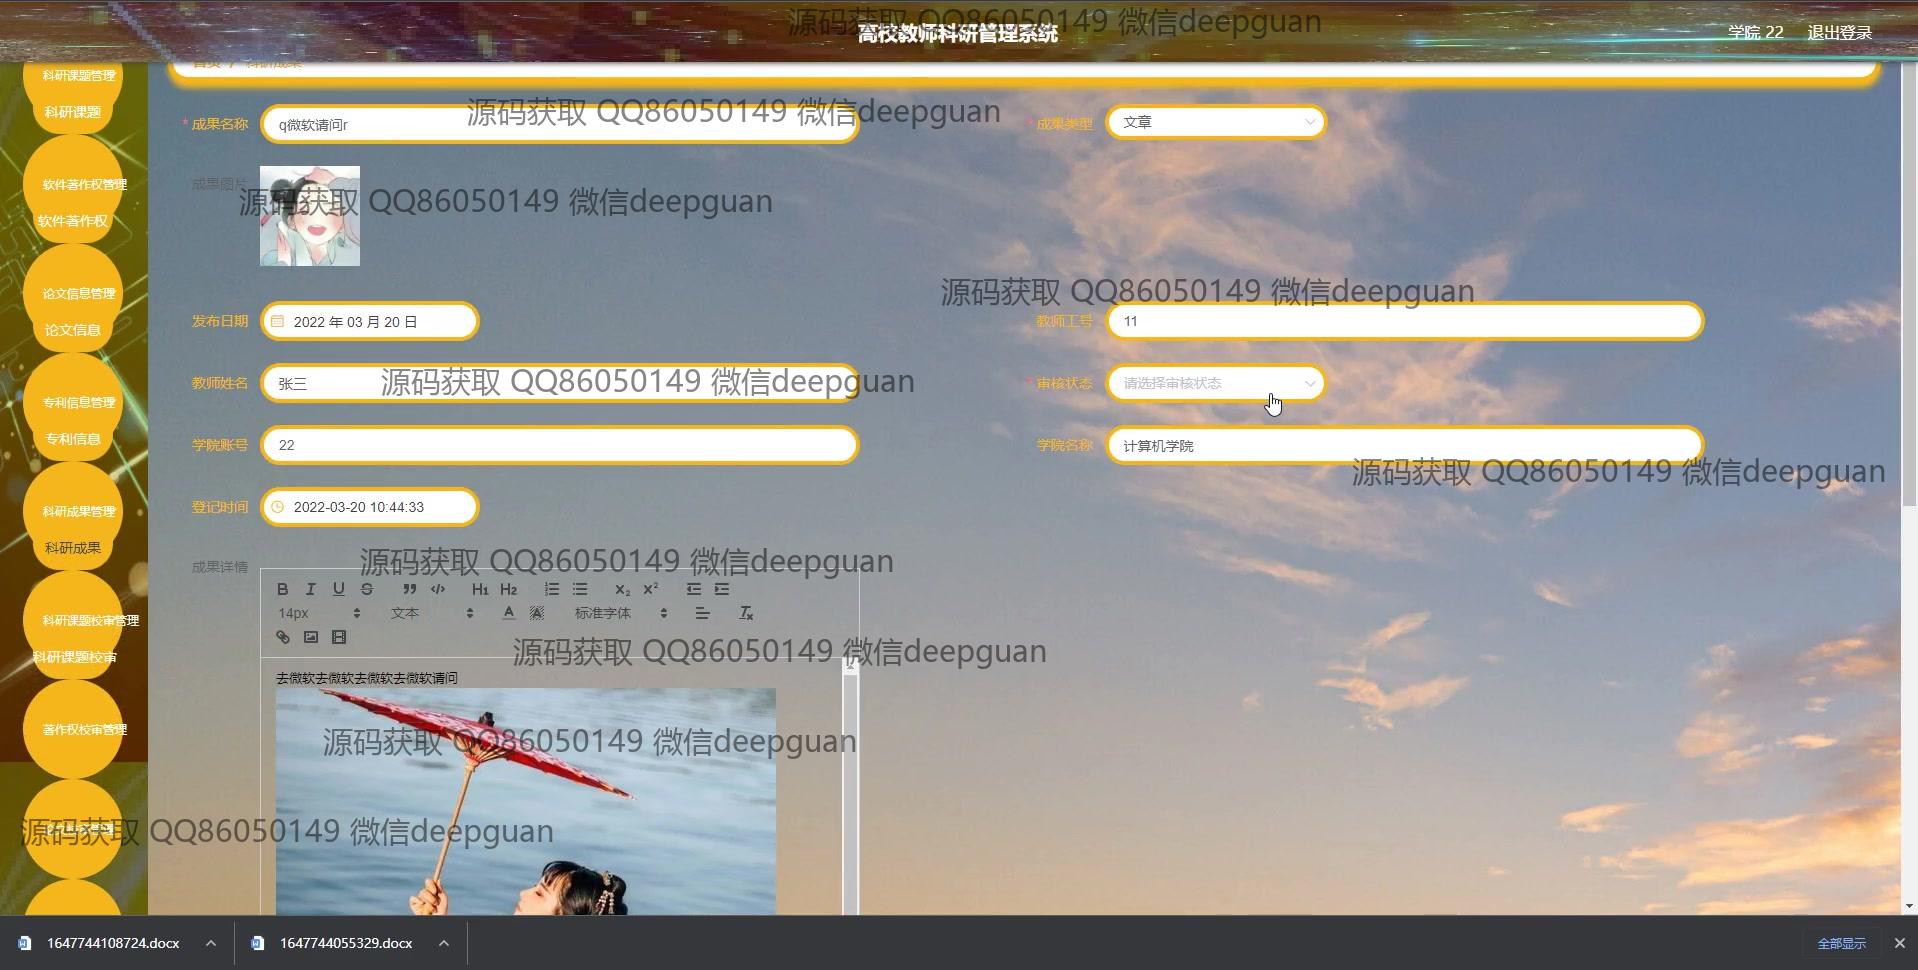 源码获取 QQ86050149 微信deepguan
高校教师科研管理系统
学院 22 退出登录
科研课题管理
科研课题
软件著作权管理
软件著作权
论文信息管理
论文信息
专利信息管理
专利信息
科研成果管理
科研成果
科研课题校审管理
科研课题校审
著作权校审管理
首页 / 科研成果
* 成果名称 q微软请问r
源码获取 QQ86050149 微信deepguan
* 成果类型 文章
成果图片
源码获取 QQ86050149 微信deepguan
源码获取 QQ86050149 微信deepguan
发布日期 2022 年 03 月 20 日
教师工号 11
教师姓名 张三
源码获取 QQ86050149 微信deepguan
* 审核状态 请选择审核状态
学院账号 22
学院名称 计算机学院
源码获取 QQ86050149 微信deepguan
登记时间 2022-03-20 10:44:33
成果详情
源码获取 QQ86050149 微信deepguan
B I U S H1 H2 X2 X2
14px 文本 A A 标准字体 Tx
源码获取 QQ86050149 微信deepguan
去微软去微软去微软去微软请问
源码获取 QQ86050149 微信deepguan
源码获取 QQ86050149 微信deepguan
1647744108724.docx 1647744055329.docx 全部显示